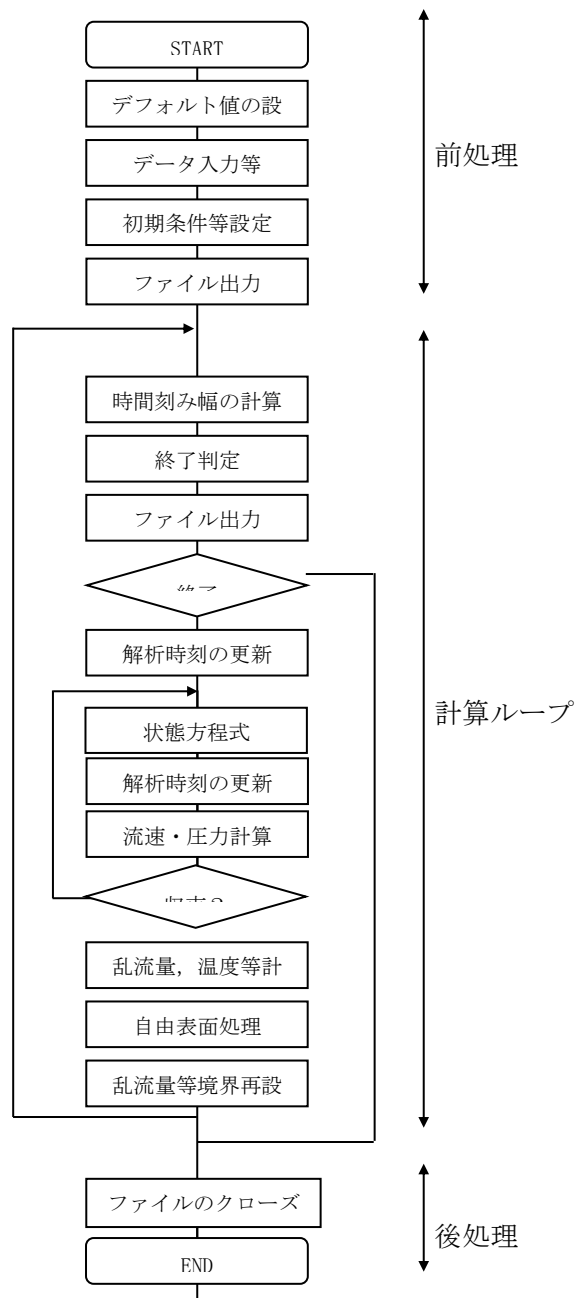 START
デフォルト値の設
データ入力等
前処理
初期条件等設定
ファイル出力
時間刻み幅の計算
終了判定
ファイル出力
解析時刻の更新
状態方程式
計算ループ
解析時刻の更新
流速・圧力計算
乱流量，温度等計
自由表面処理
乱流量等境界再設
ファイルのクローズ
後処理
END